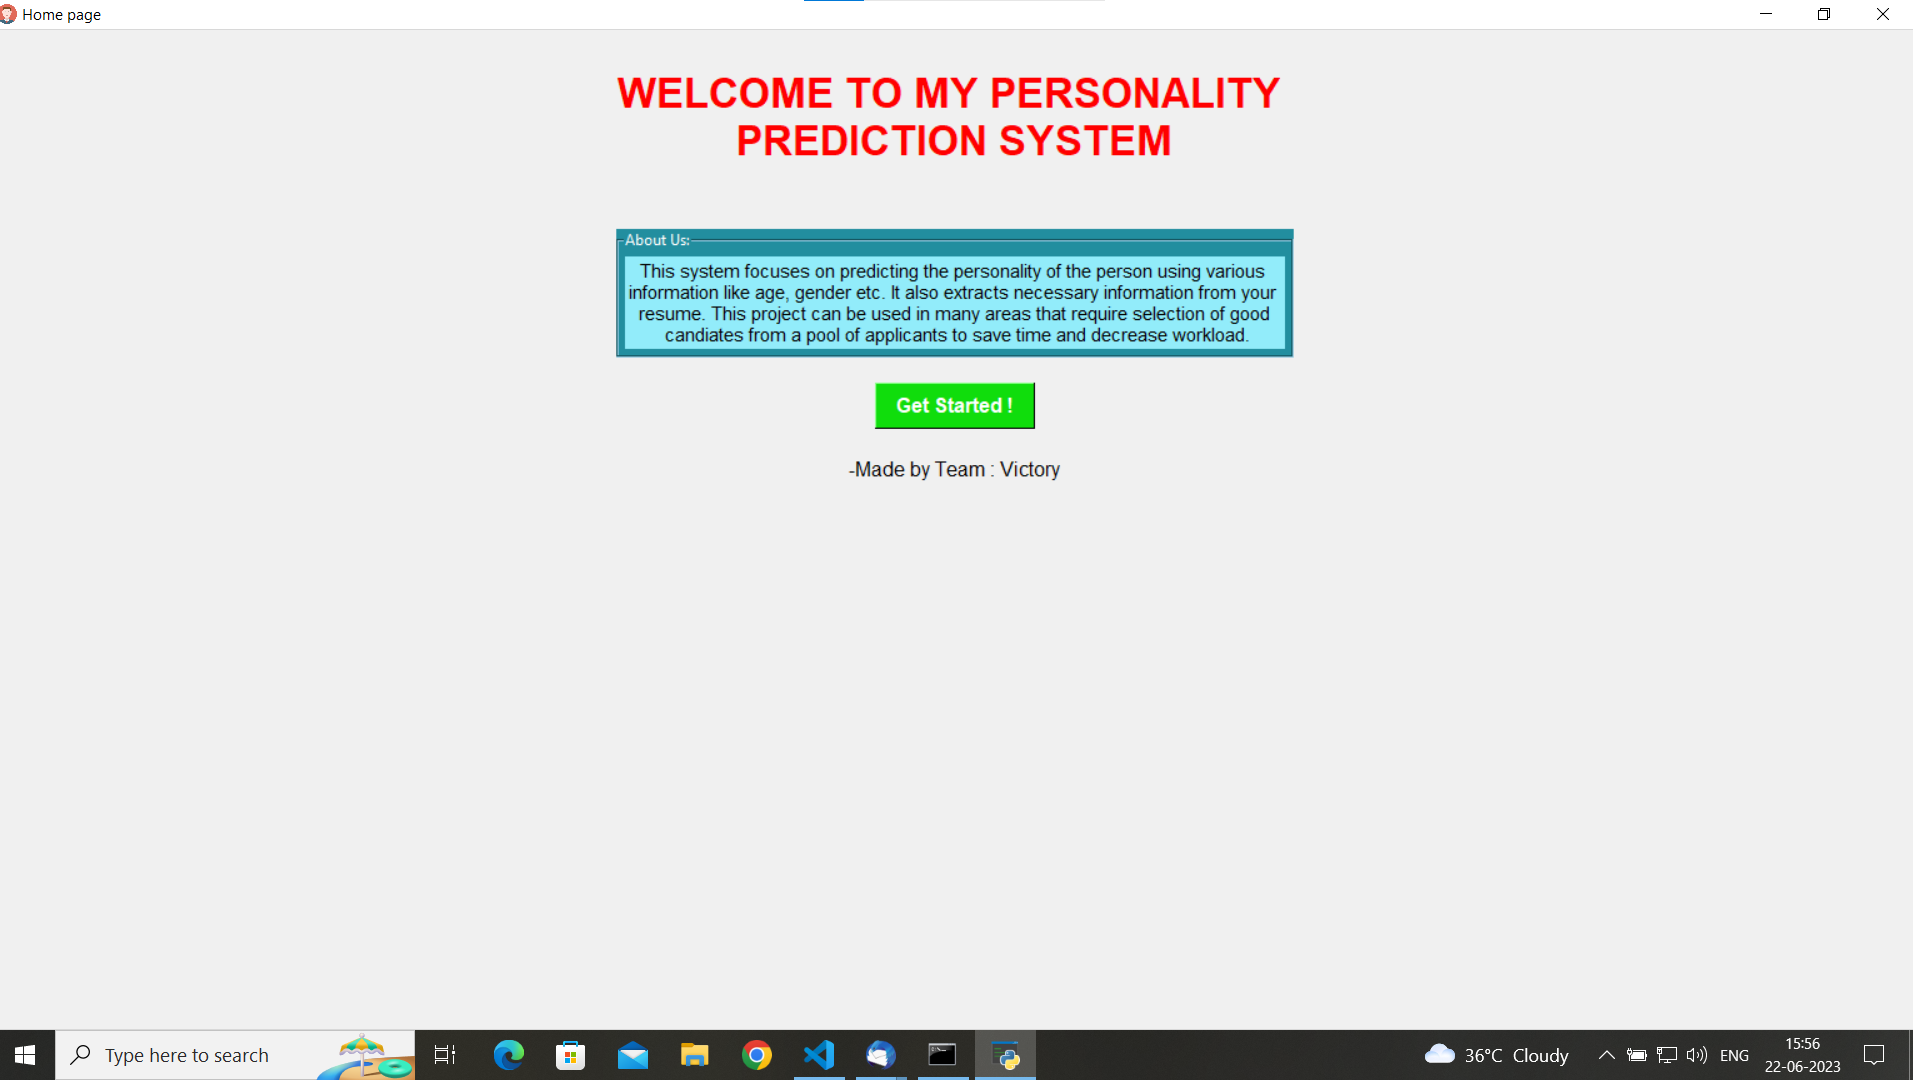 Home page
WELCOME TO MY PERSONALITY
PREDICTION SYSTEM
About Us:
This system focuses on predicting the personality of the person using various
information like age, gender etc. It also extracts necessary information from your
resume. This project can be used in many areas that require selection of good
candiates from a pool of applicants to save time and decrease workload.
Get Started !
-Made by Team : Victory
Type here to search
36°C Cloudy
ENG
15:56
22-06-2023